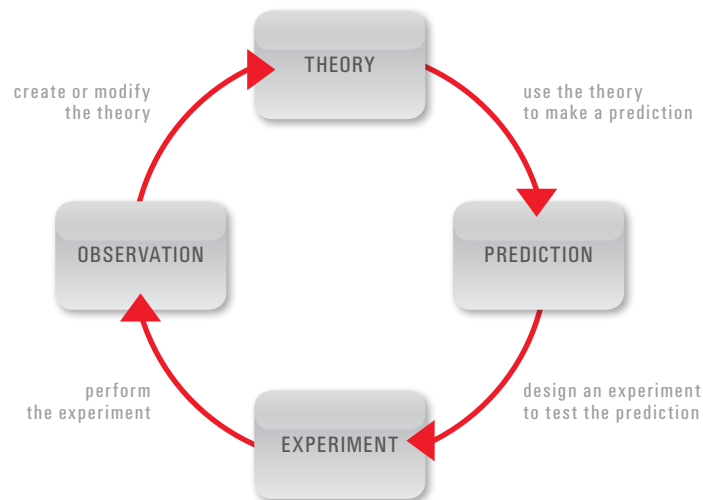 THEORY
create or modify
the theory
use the theory
to make a prediction
OBSERVATION
PREDICTION
perform
the experiment
design an experiment
to test the prediction
EXPERIMENT